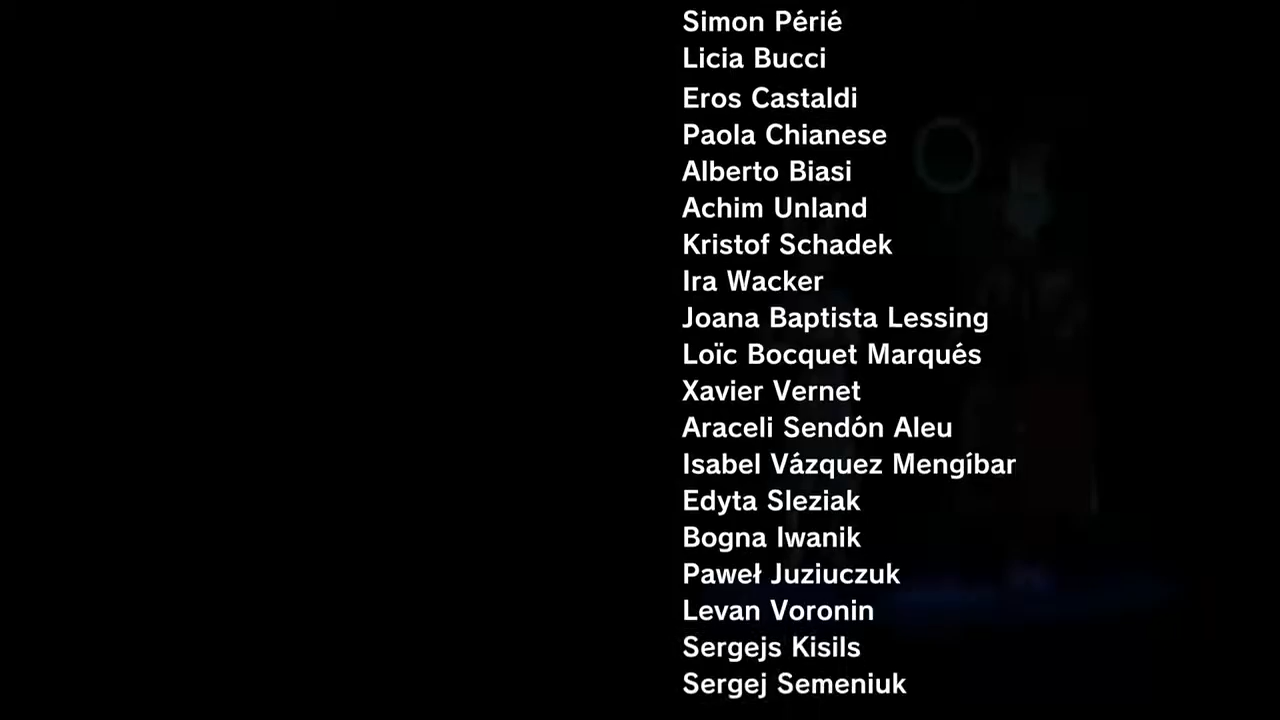 Simon Périé
Licia Bucci
Eros Castaldi
Paola Chianese
Alberto Biasi
Achim Unland
Kristof Schadek
Ira Wacker
Joana Baptista Lessing
Loïc Bocquet Marqués
Xavier Vernet
Araceli Sendón Aleu
Isabel Vázquez Mengíbar
Edyta Sleziak
Bogna Iwanik
Paweł Juziuczuk
Levan Voronin
Sergejs Kisils
Sergej Semeniuk